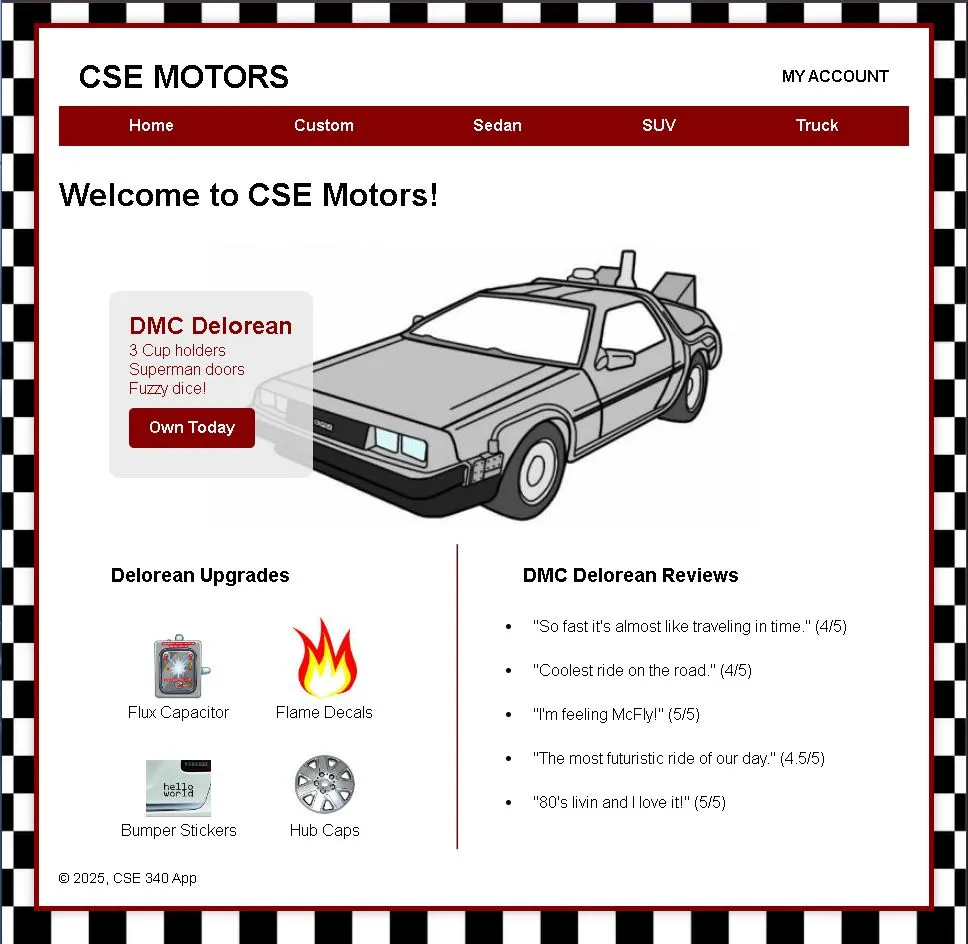 CSE MOTORS
MY ACCOUNT
Home Custom Sedan SUV Truck
Welcome to CSE Motors!
DMC Delorean
3 Cup holders
Superman doors
Fuzzy dice!
Own Today
Delorean Upgrades
Flux Capacitor
Flame Decals
hello
world
Bumper Stickers
Hub Caps
DMC Delorean Reviews
"So fast it's almost like traveling in time." (4/5)
"Coolest ride on the road." (4/5)
"I'm feeling McFly!" (5/5)
"The most futuristic ride of our day." (4.5/5)
"80's livin and I love it!" (5/5)
© 2025, CSE 340 App